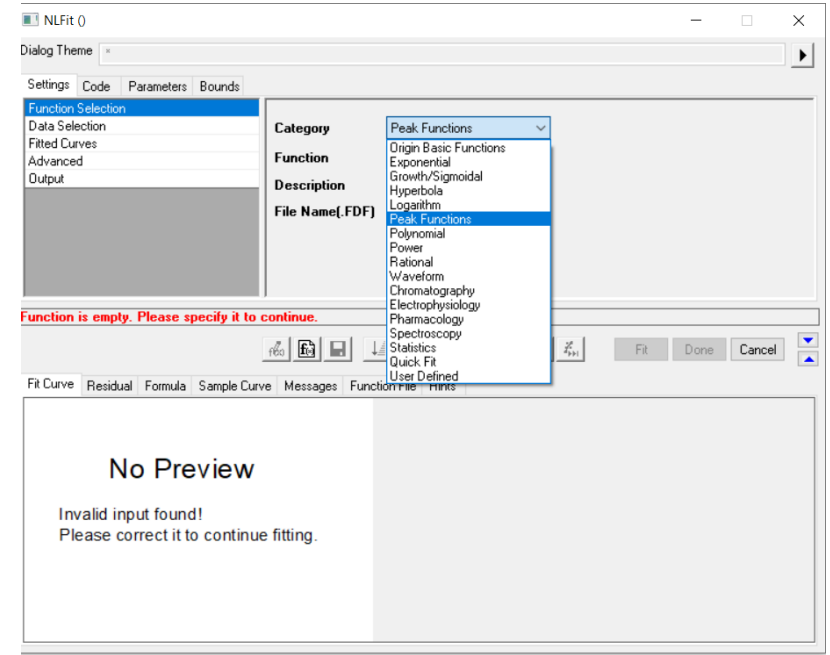 NLFit ()
Dialog Theme *
Settings Code Parameters Bounds
Function Selection
Data Selection
Fitted Curves
Advanced
Output
Category Peak Functions
Function
Description
File Name(.FDF)
Origin Basic Functions
Exponential
Growth/Sigmoidal
Hyperbola
Logarithm
Peak Functions
Polynomial
Power
Rational
Waveform
Chromatography
Electrophysiology
Pharmacology
Spectroscopy
Statistics
Quick Fit
User Defined
Function is empty. Please specify it to continue.
Fit Done Cancel
Fit Curve Residual Formula Sample Curve Messages Function File Hints
No Preview
Invalid input found!
Please correct it to continue fitting.